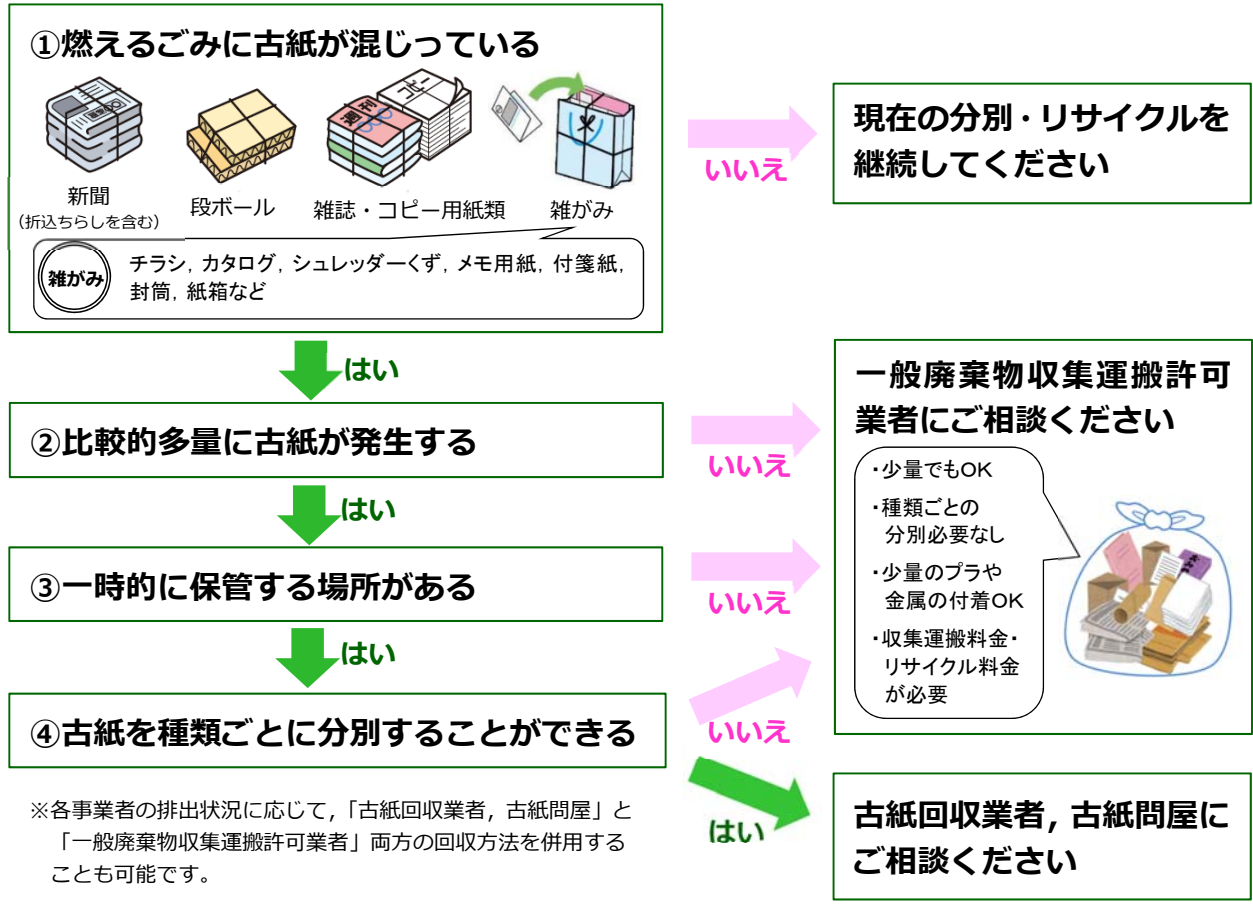 ①燃えるごみに古紙が混じっている
週刊
コピー
新聞
(折込ちらしを含む)
段ボール
雑誌・コピー用紙類
雑がみ
雑がみ
チラシ, カタログ, シュレッダーくず, メモ用紙, 付箋紙,
封筒, 紙箱など
いいえ
現在の分別・リサイクルを
継続してください
はい
②比較的多量に古紙が発生する
いいえ
一般廃棄物収集運搬許可
業者にご相談ください
・少量でもOK
・種類ごとの
分別必要なし
・少量のプラや
金属の付着OK
・収集運搬料金・
リサイクル料金
が必要
はい
③一時的に保管する場所がある
いいえ
はい
④古紙を種類ごとに分別することができる
いいえ
はい
古紙回収業者, 古紙問屋に
ご相談ください
※各事業者の排出状況に応じて,「古紙回収業者, 古紙問屋」と
「一般廃棄物収集運搬許可業者」両方の回収方法を併用する
ことも可能です。